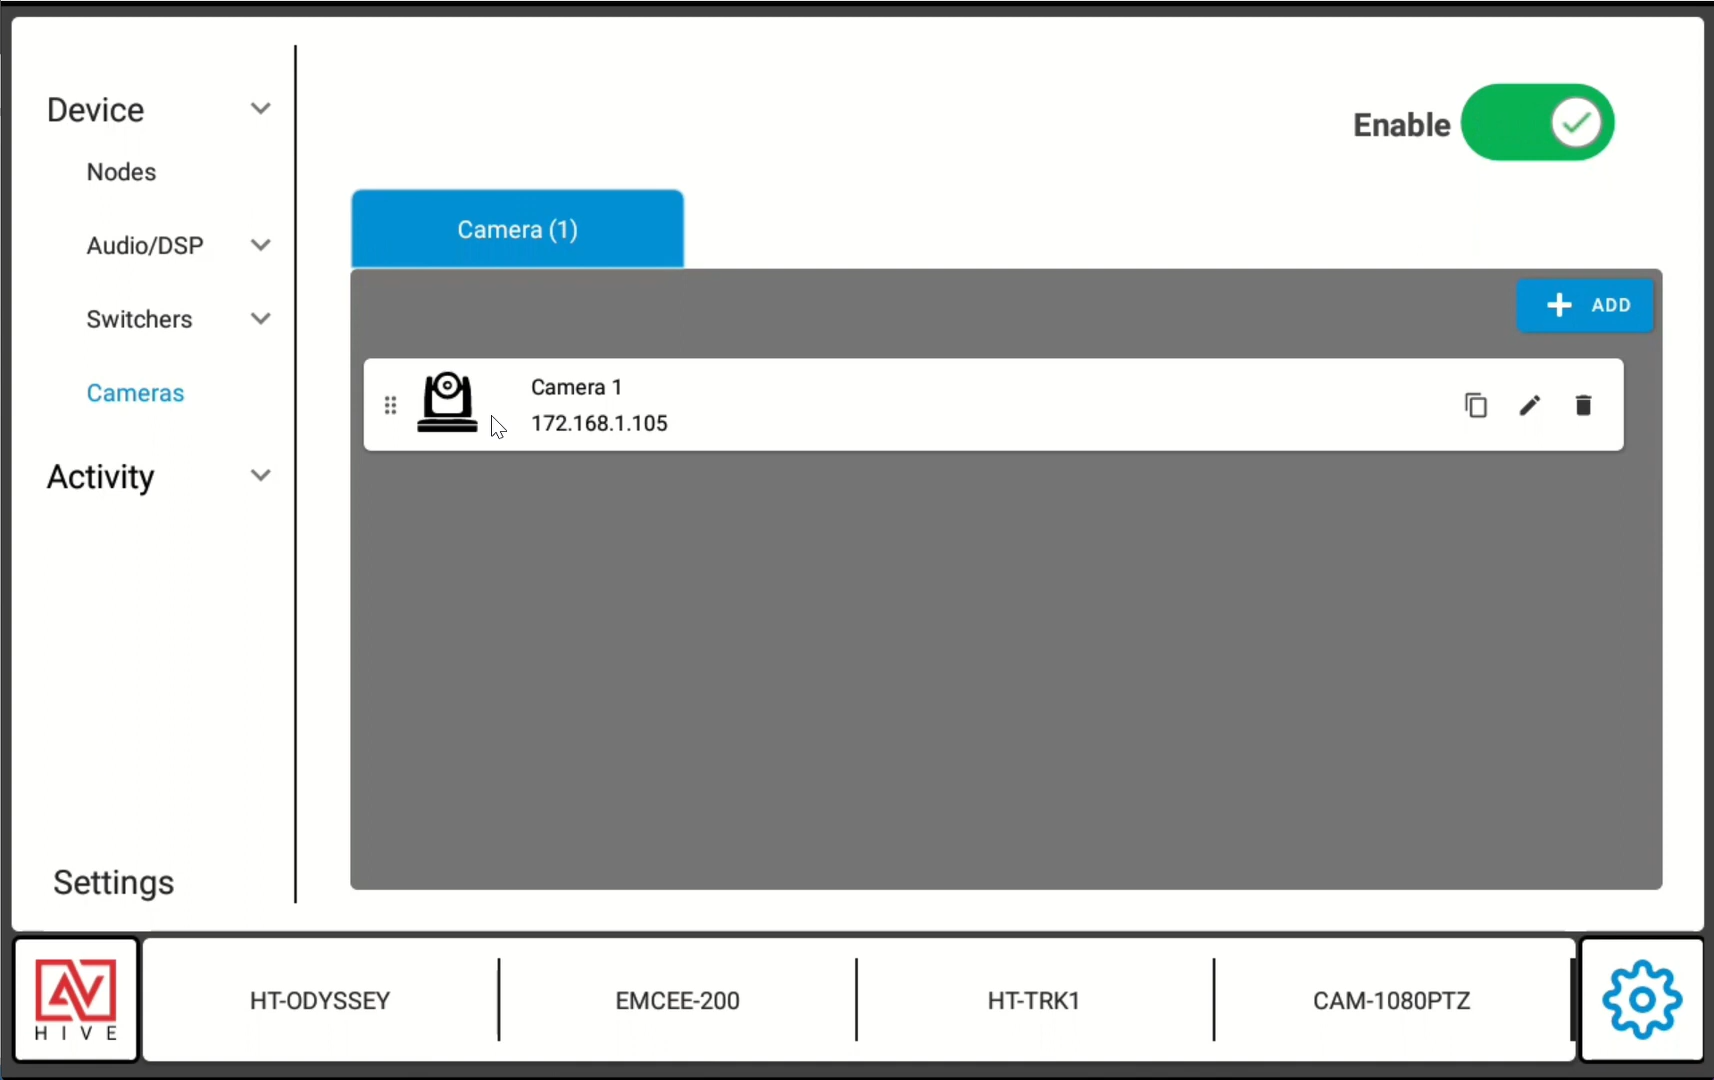 Device
Nodes
Audio/DSP
Switchers
Cameras
Activity
Settings
Enable
Camera (1)
ADD
Camera 1
172.168.1.105
AV
HIVE
HT-ODYSSEY
EMCEE-200
HT-TRK1
CAM-1080PTZ